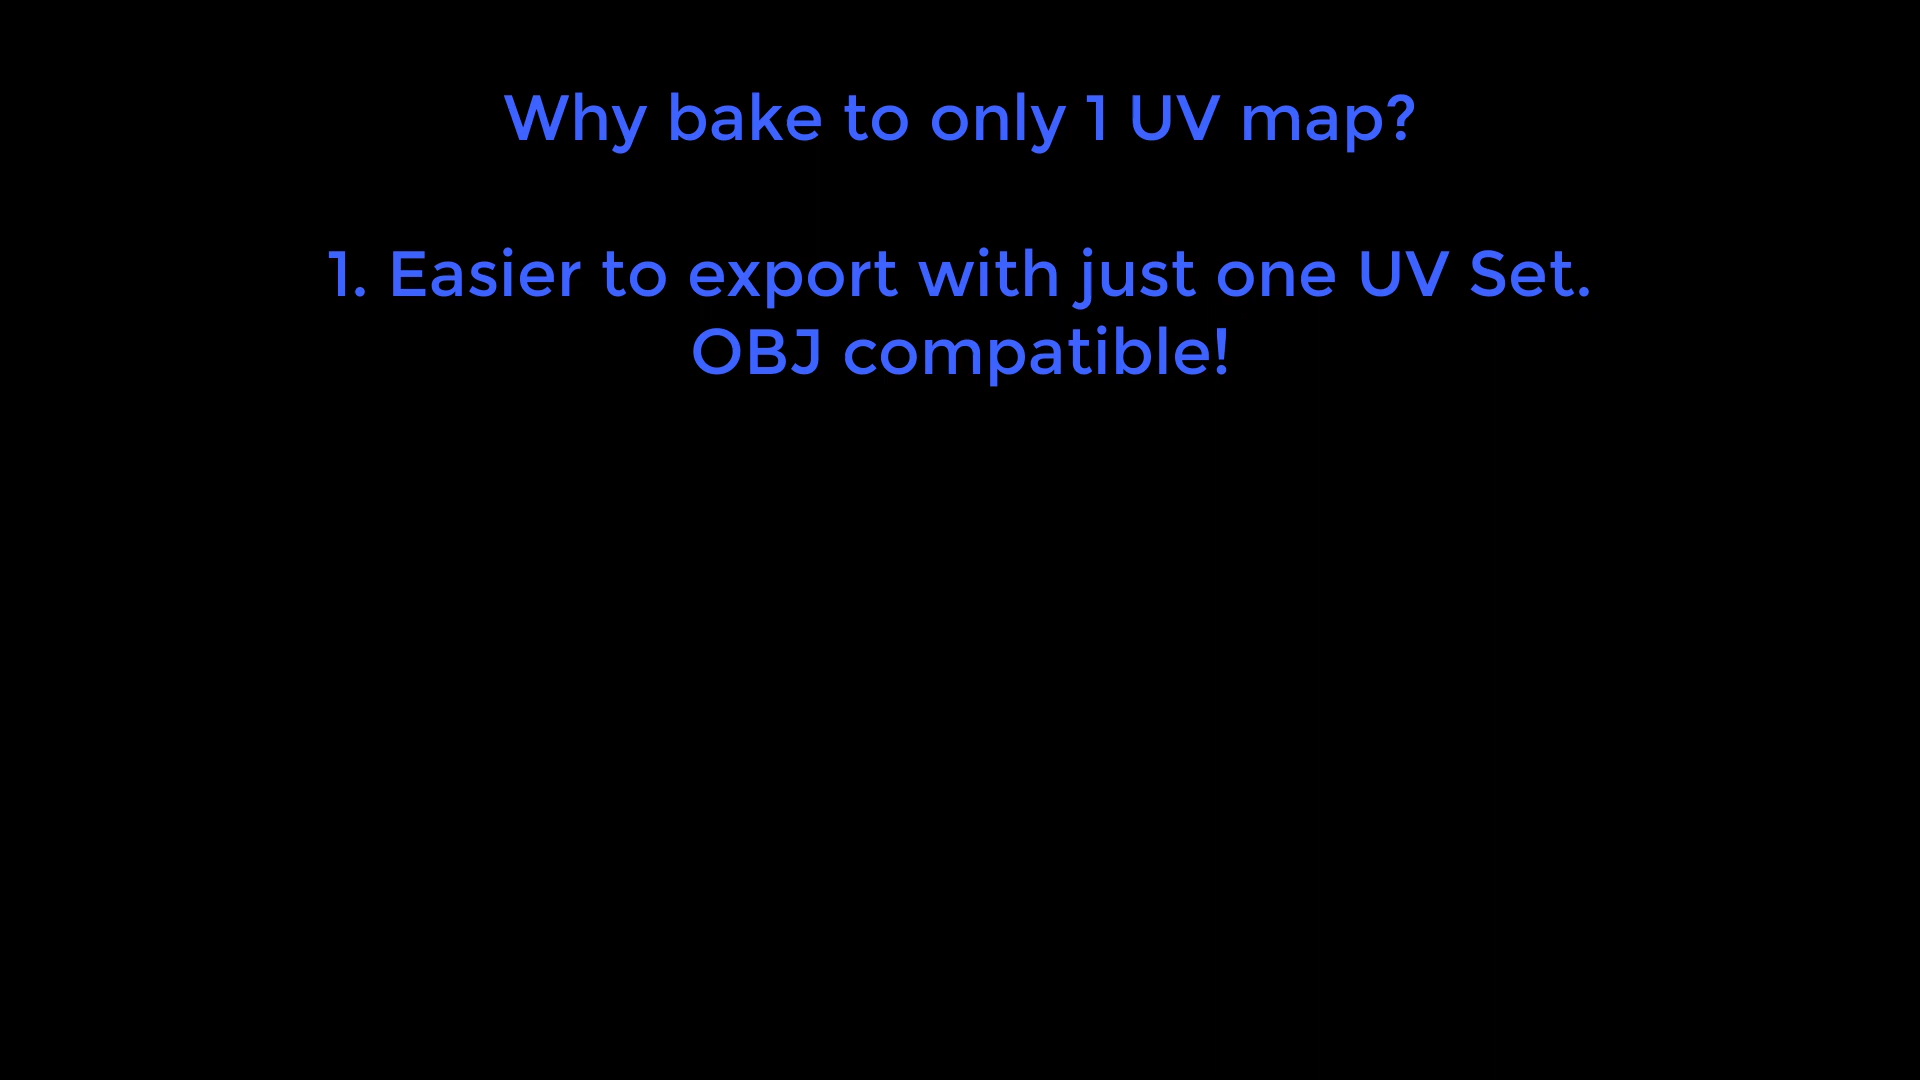 Why bake to only 1 UV map?
1. Easier to export with just one UV Set.
OBJ compatible!